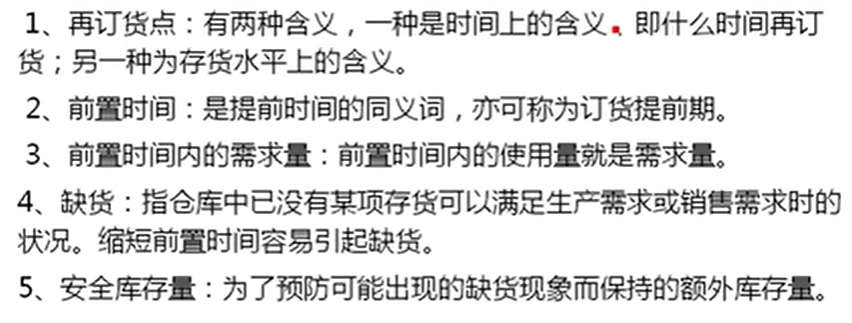 1、再订货点：有两种含义，一种是时间上的含义、即什么时间再订
货；另一种为存货水平上的含义。
2、前置时间：是提前时间的同义词，亦可称为订货提前期。
3、前置时间内的需求量：前置时间内的使用量就是需求量。
4、缺货：指仓库中已没有某项存货可以满足生产需求或销售需求时的
状况。缩短前置时间容易引起缺货。
5、安全库存量：为了预防可能出现的缺货现象而保持的额外库存量。